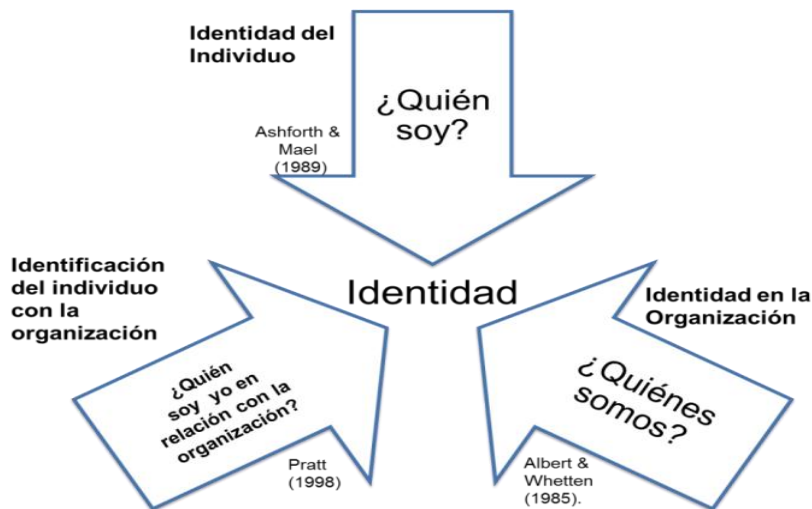 Identidad del
Individuo
¿Quién
soy?
Ashforth &
Mael
(1989)
Identificación
del individuo
con la
organización
Identidad
Identidad en la
Organización
¿Quién
soy yo en
relación con la
organización?
Pratt
(1998)
¿Quiénes
somos?
Albert &
Whetten
(1985).